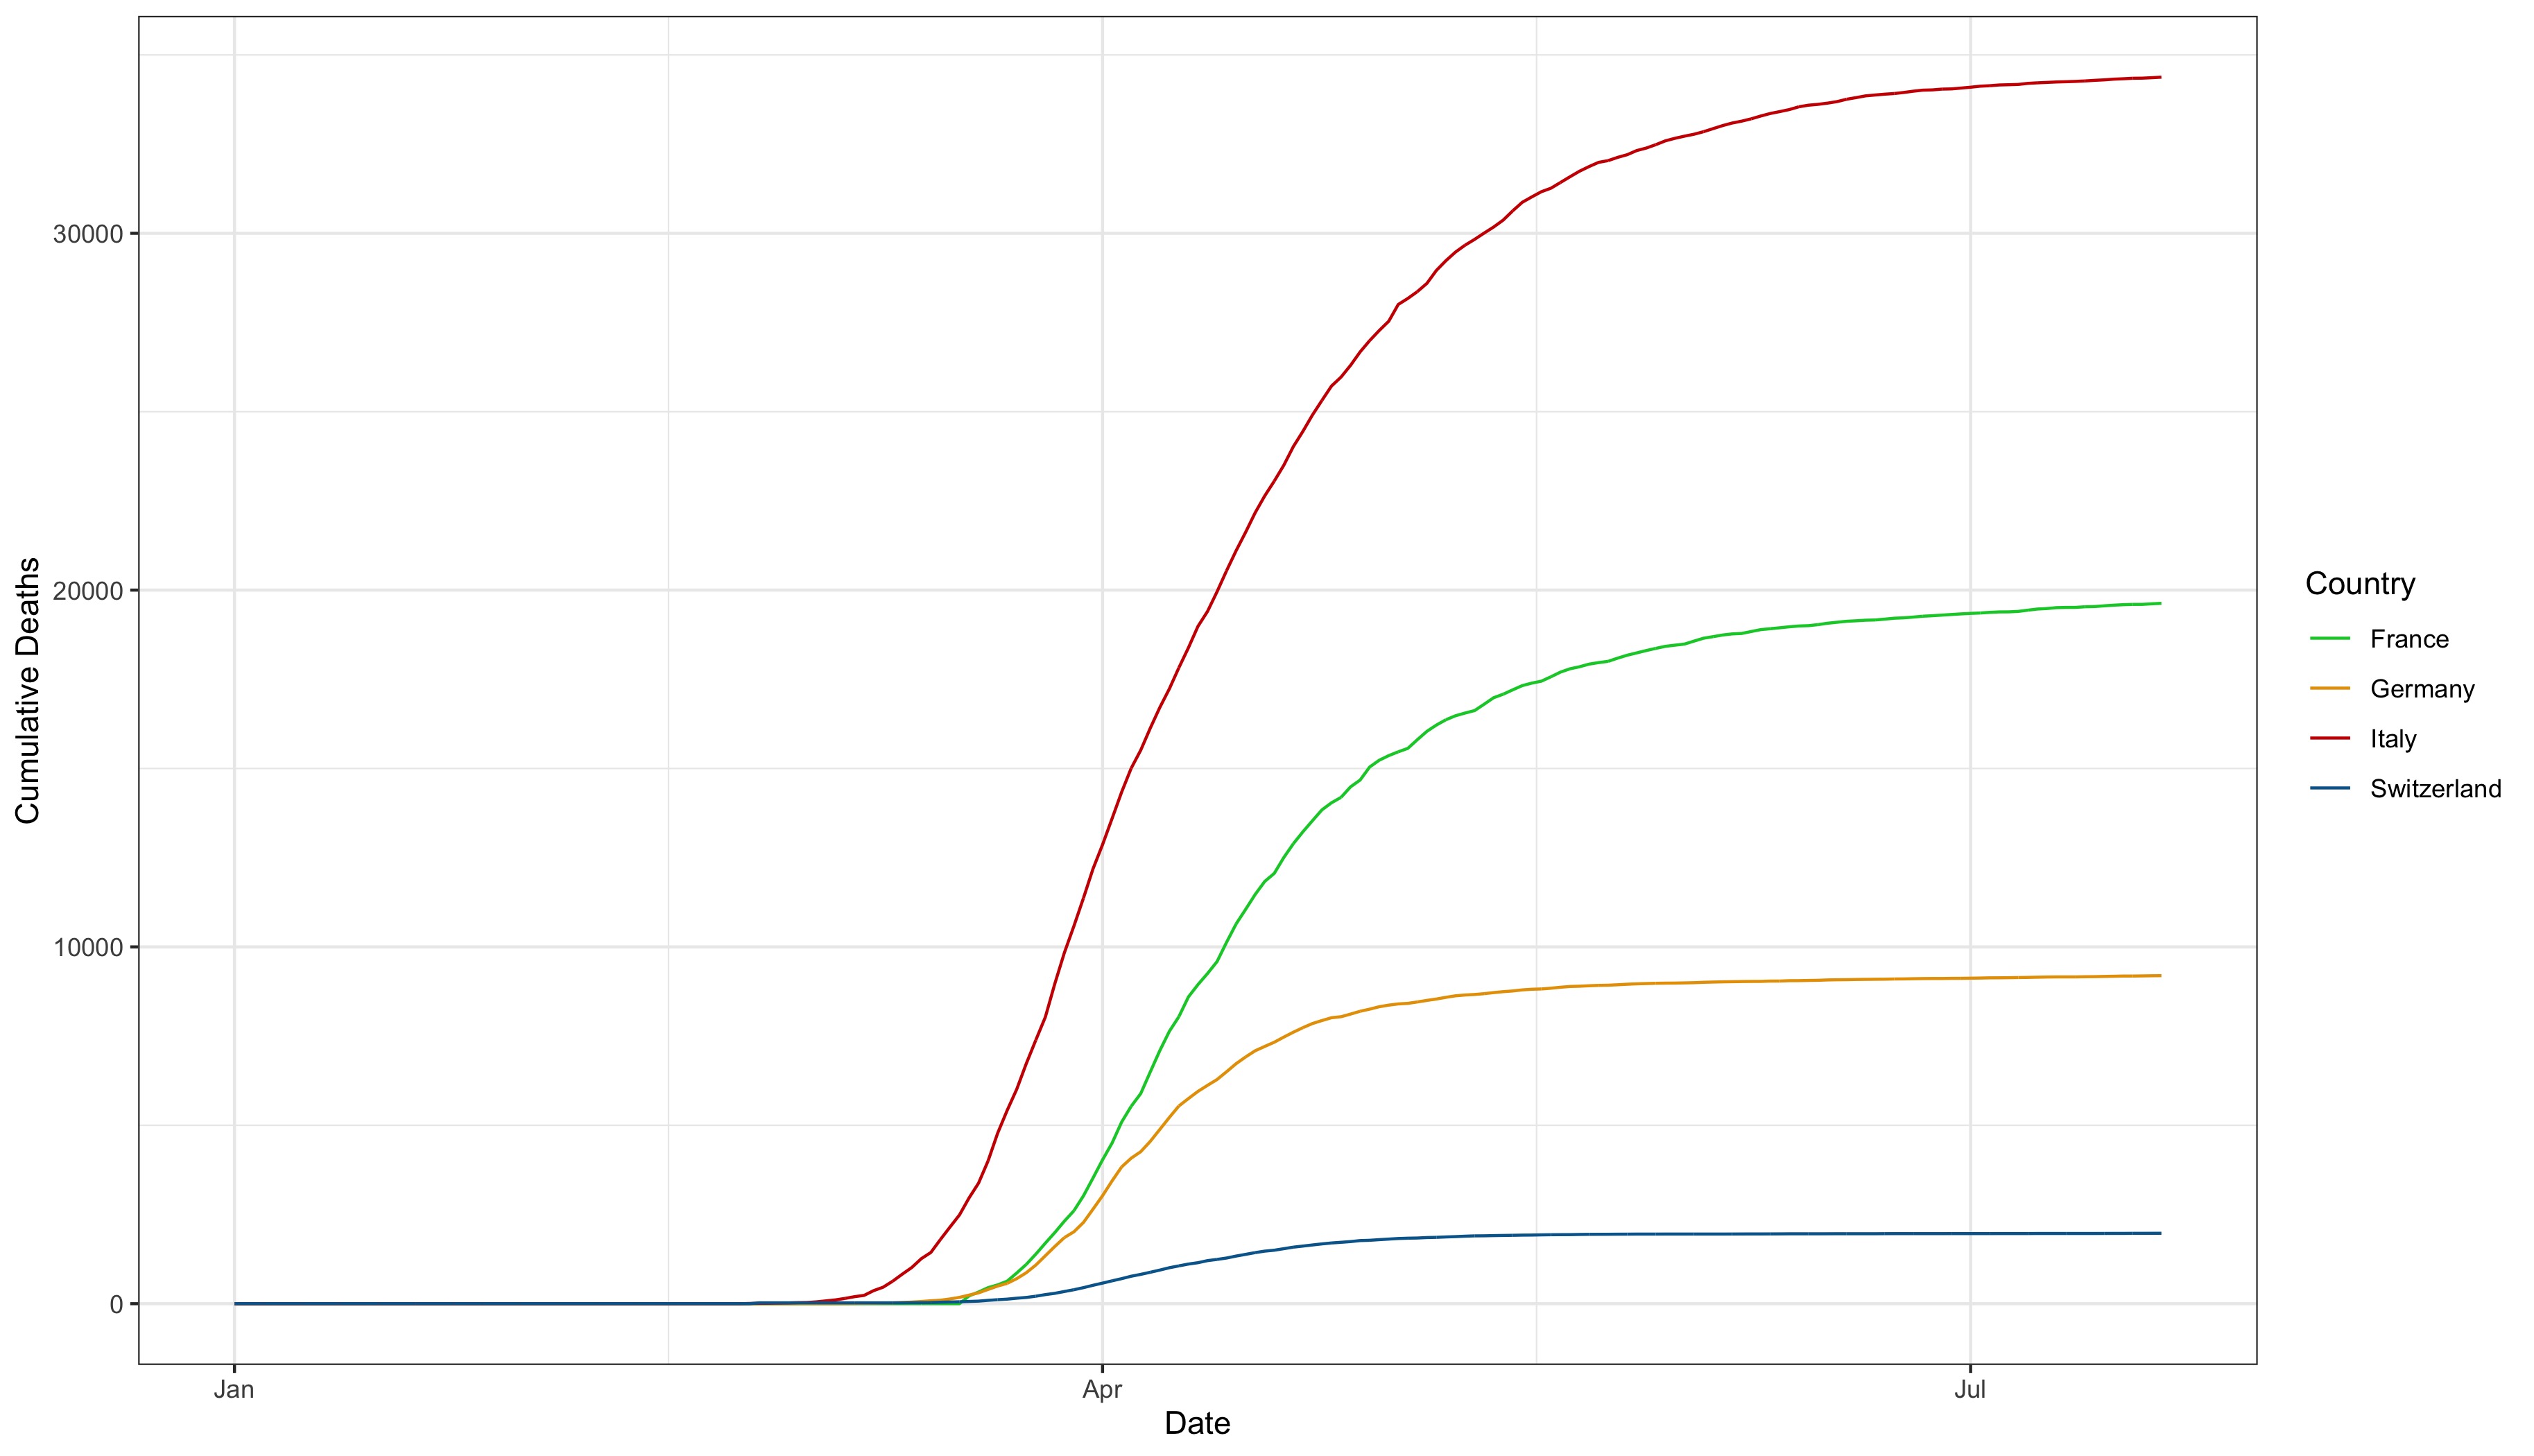 Cumulative Deaths
30000
20000
10000
0
Jan
Apr
Jul
Date
Country
France
Germany
Italy
Switzerland